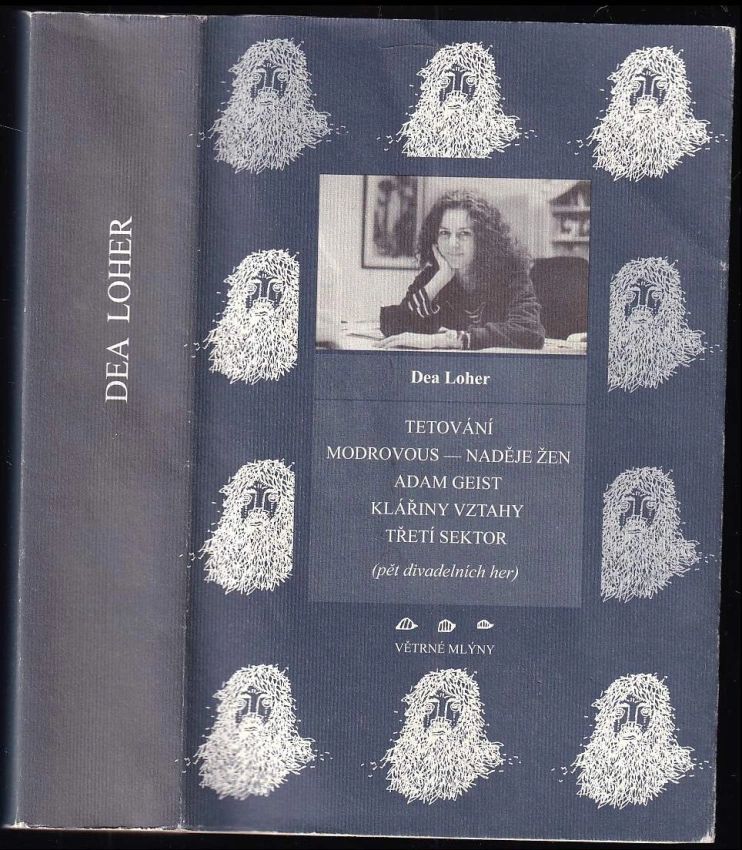 DEA LOHER
Dea Loher
TETOVÁNÍ
MODROVOUS — NADĚJE ŽEN
ADAM GEIST
KLÁŘINY VZTAHY
TŘETÍ SEKTOR
(pět divadelních her)
VĚTRNÉ MLÝNY